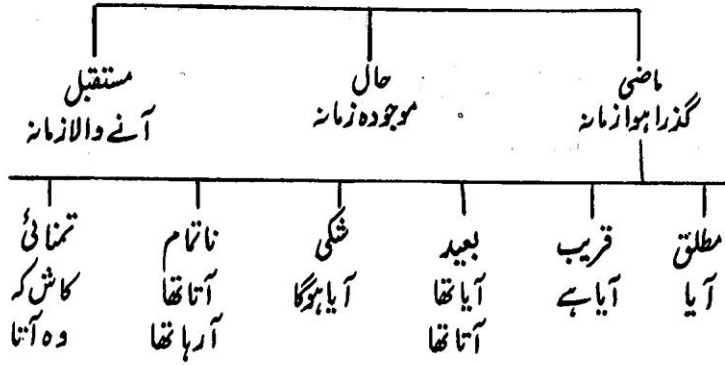 ماضی
گذرا ہوا زمانہ
حال
موجودہ زمانہ
مستقبل
آنے والا زمانہ
مطلق
آیا
قریب
آیا ہے
بعید
آیا تھا
آتا تھا
شکی
آیا ہوگا
ناتمام
آتا تھا
آ رہا تھا
تمنائی
کاش کہ
وہ آتا